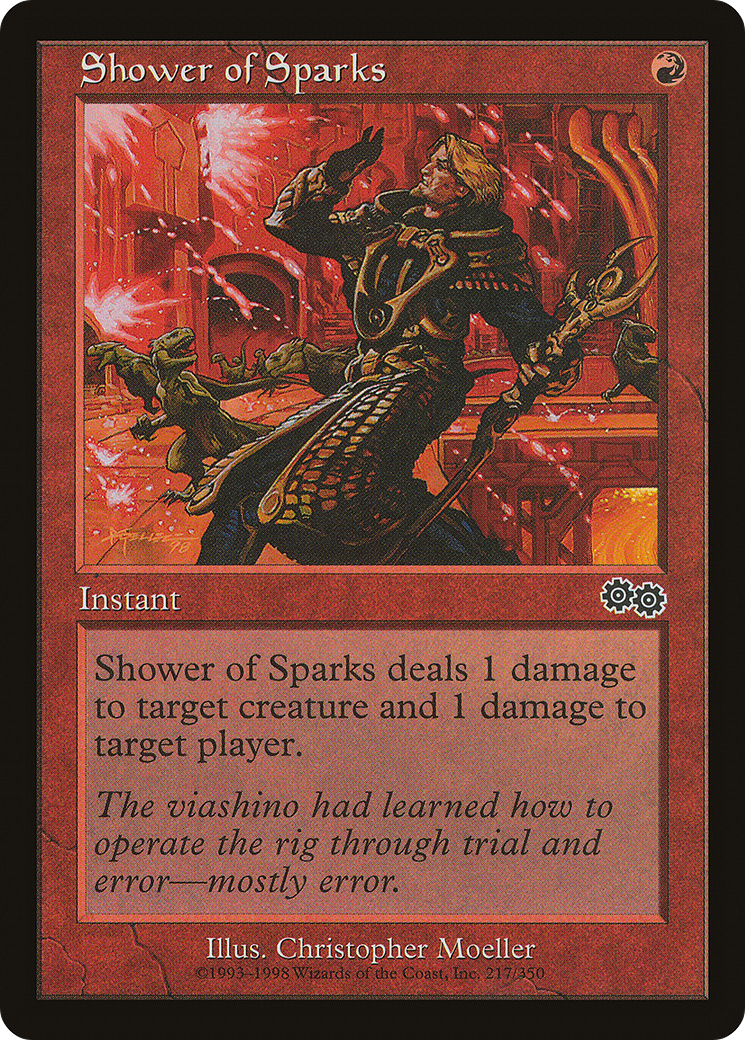 Shower of Sparks
Instant
Shower of Sparks deals 1 damage
to target creature and 1 damage to
target player.
The viashino had learned how to
operate the rig through trial and
error—mostly error.
Illus. Christopher Moeller
©1993–1998 Wizards of the Coast, Inc. 217/350